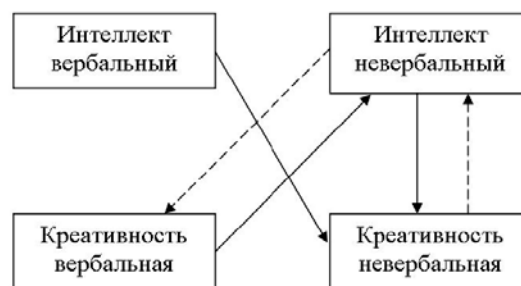 Интеллект
вербальный
Интеллект
невербальный
Креативность
вербальная
Креативность
невербальная